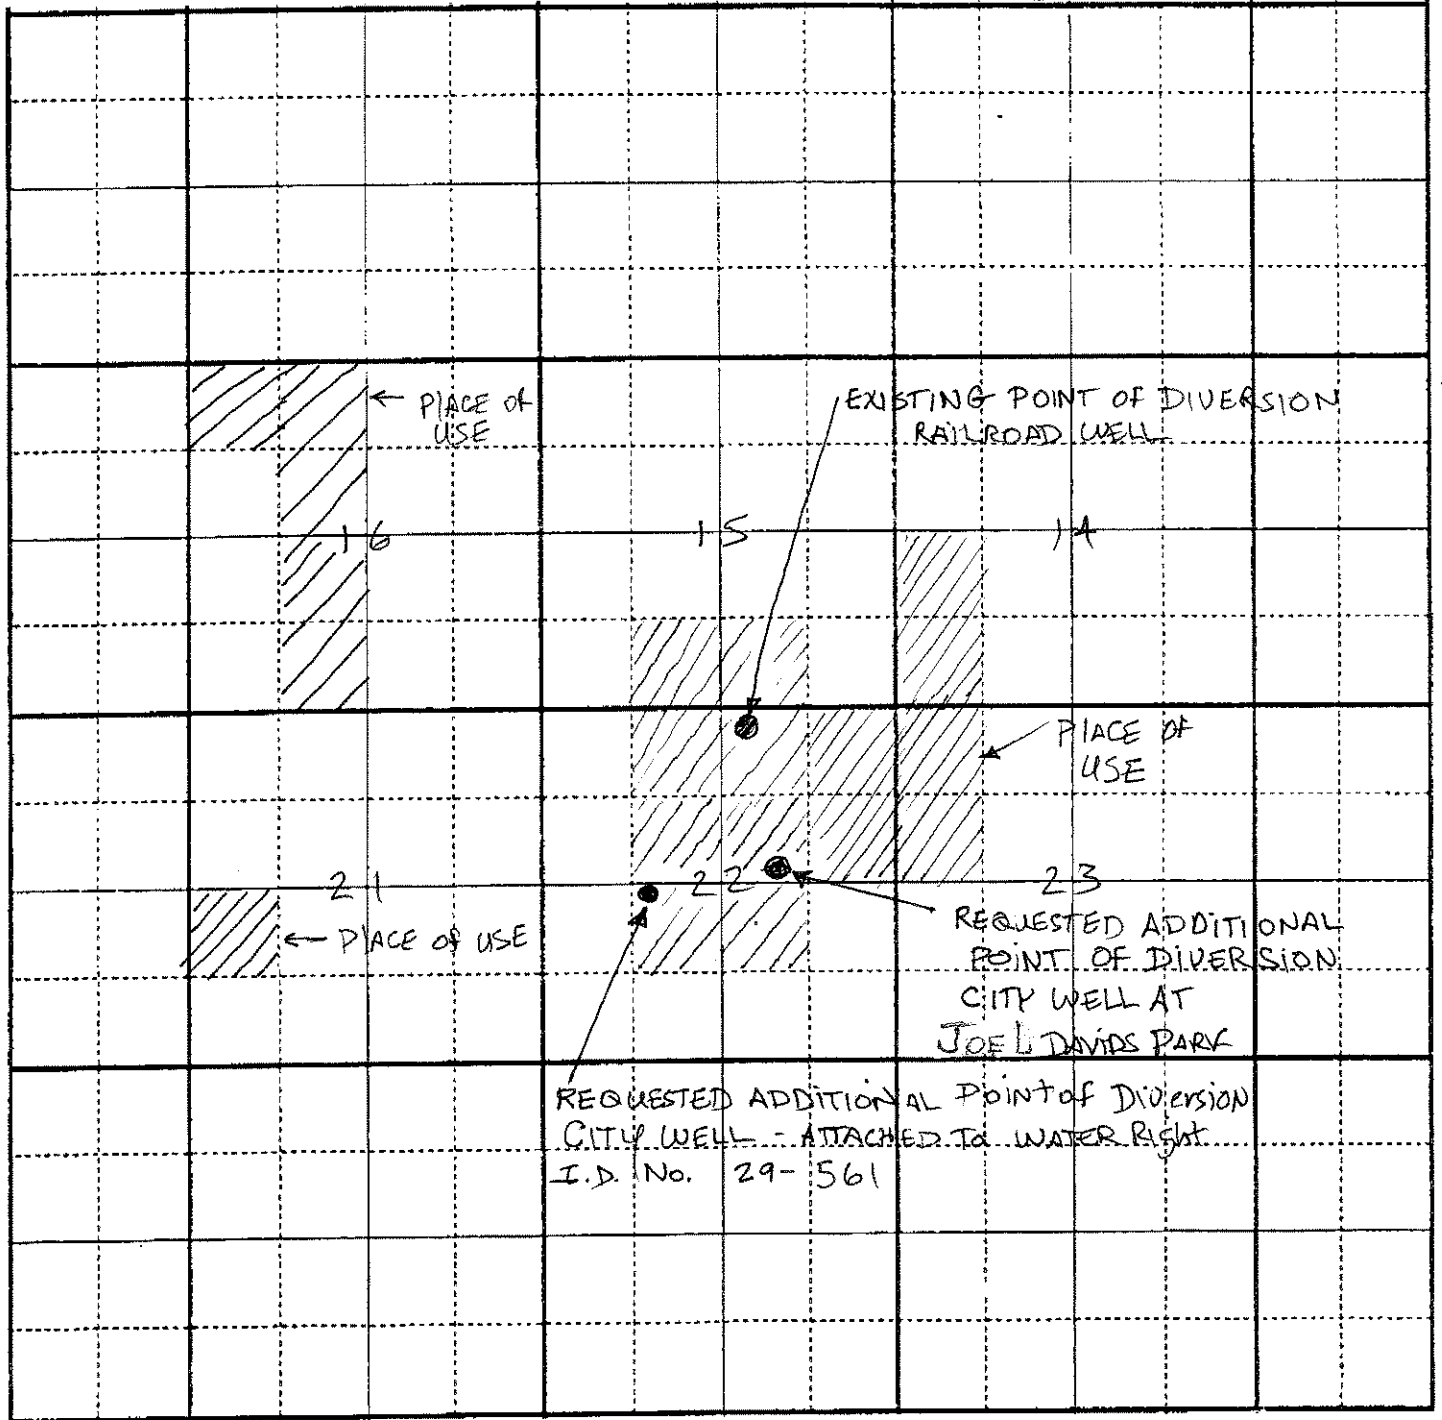 ← PLACE OF
USE
EXISTING POINT OF DIVERSION
RAILROAD WELL
16
15
14
PLACE OF
USE
21
22
23
← PLACE OF USE
REQUESTED ADDITIONAL
POINT OF DIVERSION
CITY WELL AT
JOE L DAVIDS PARK
REQUESTED ADDITIONAL Point of Diversion
CITY WELL - ATTACHED To WATER Right
I.D. No. 29-561